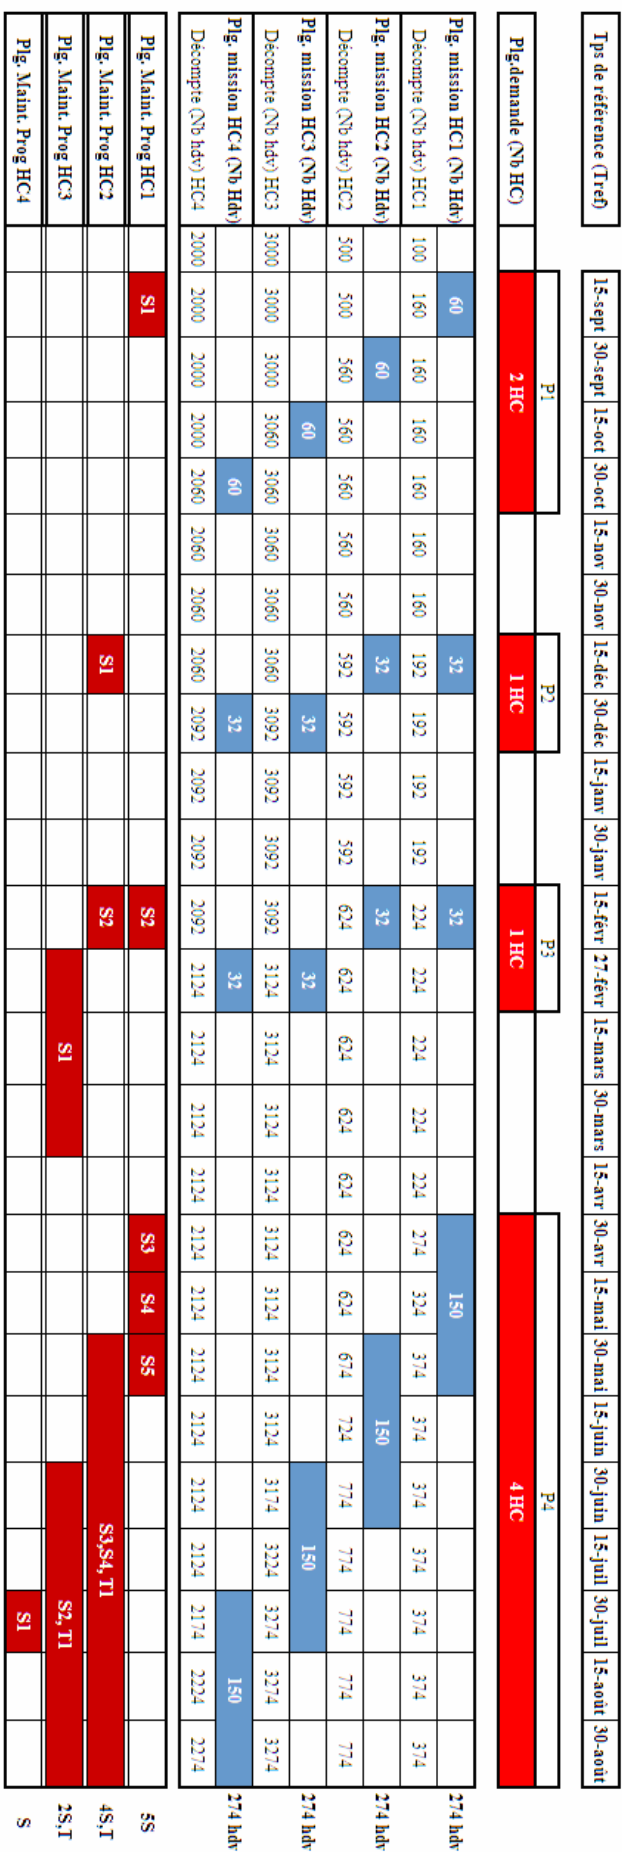 Tps de référence (Tref) 15-sept 30-sept 15-oct 30-oct 15-nov 30-nov 15-déc 30-déc 15-janv 30-janv 15-févr 27-févr 15-mars 30-mars 15-avr 30-avr 15-mai 30-mai 15-juin 30-juin 15-juil 30-juil 15-août 30-août
P1 P2 P3 P4
Plg.demande (Nb HC) 2 HC 1 HC 1 HC 4 HC
Plg. mission HC1 (Nb Hdv) 60 32 32 150 274 hdv
Décompte (Nb hdv) HC1 100 160 160 160 160 160 160 192 192 192 192 224 224 224 224 224 274 324 374 374 374 374 374 374 374
Plg. mission HC2 (Nb Hdv) 60 32 32 150 274 hdv
Décompte (Nb hdv) HC2 500 500 560 560 560 560 560 592 592 592 592 624 624 624 624 624 624 624 674 724 774 774 774 774 774
Plg. mission HC3 (Nb Hdv) 60 32 32 150 274 hdv
Décompte (Nb hdv) HC3 3000 3000 3000 3060 3060 3060 3060 3060 3092 3092 3092 3092 3124 3124 3124 3124 3124 3124 3124 3124 3174 3224 3274 3274 3274
Plg. mission HC4 (Nb Hdv) 60 32 32 150 274 hdv
Décompte (Nb hdv) HC4 2000 2000 2000 2000 2060 2060 2060 2060 2092 2092 2092 2092 2124 2124 2124 2124 2124 2124 2124 2124 2124 2124 2174 2224 2274
Plg. Maint. Prog HC1 S1 S2 S3 S4 S5 5S
Plg. Maint. Prog HC2 S1 S2 S3,S4, T1 4S,T
Plg. Maint. Prog HC3 S1 S2, T1 2S,T
Plg. Maint. Prog HC4 S1 S